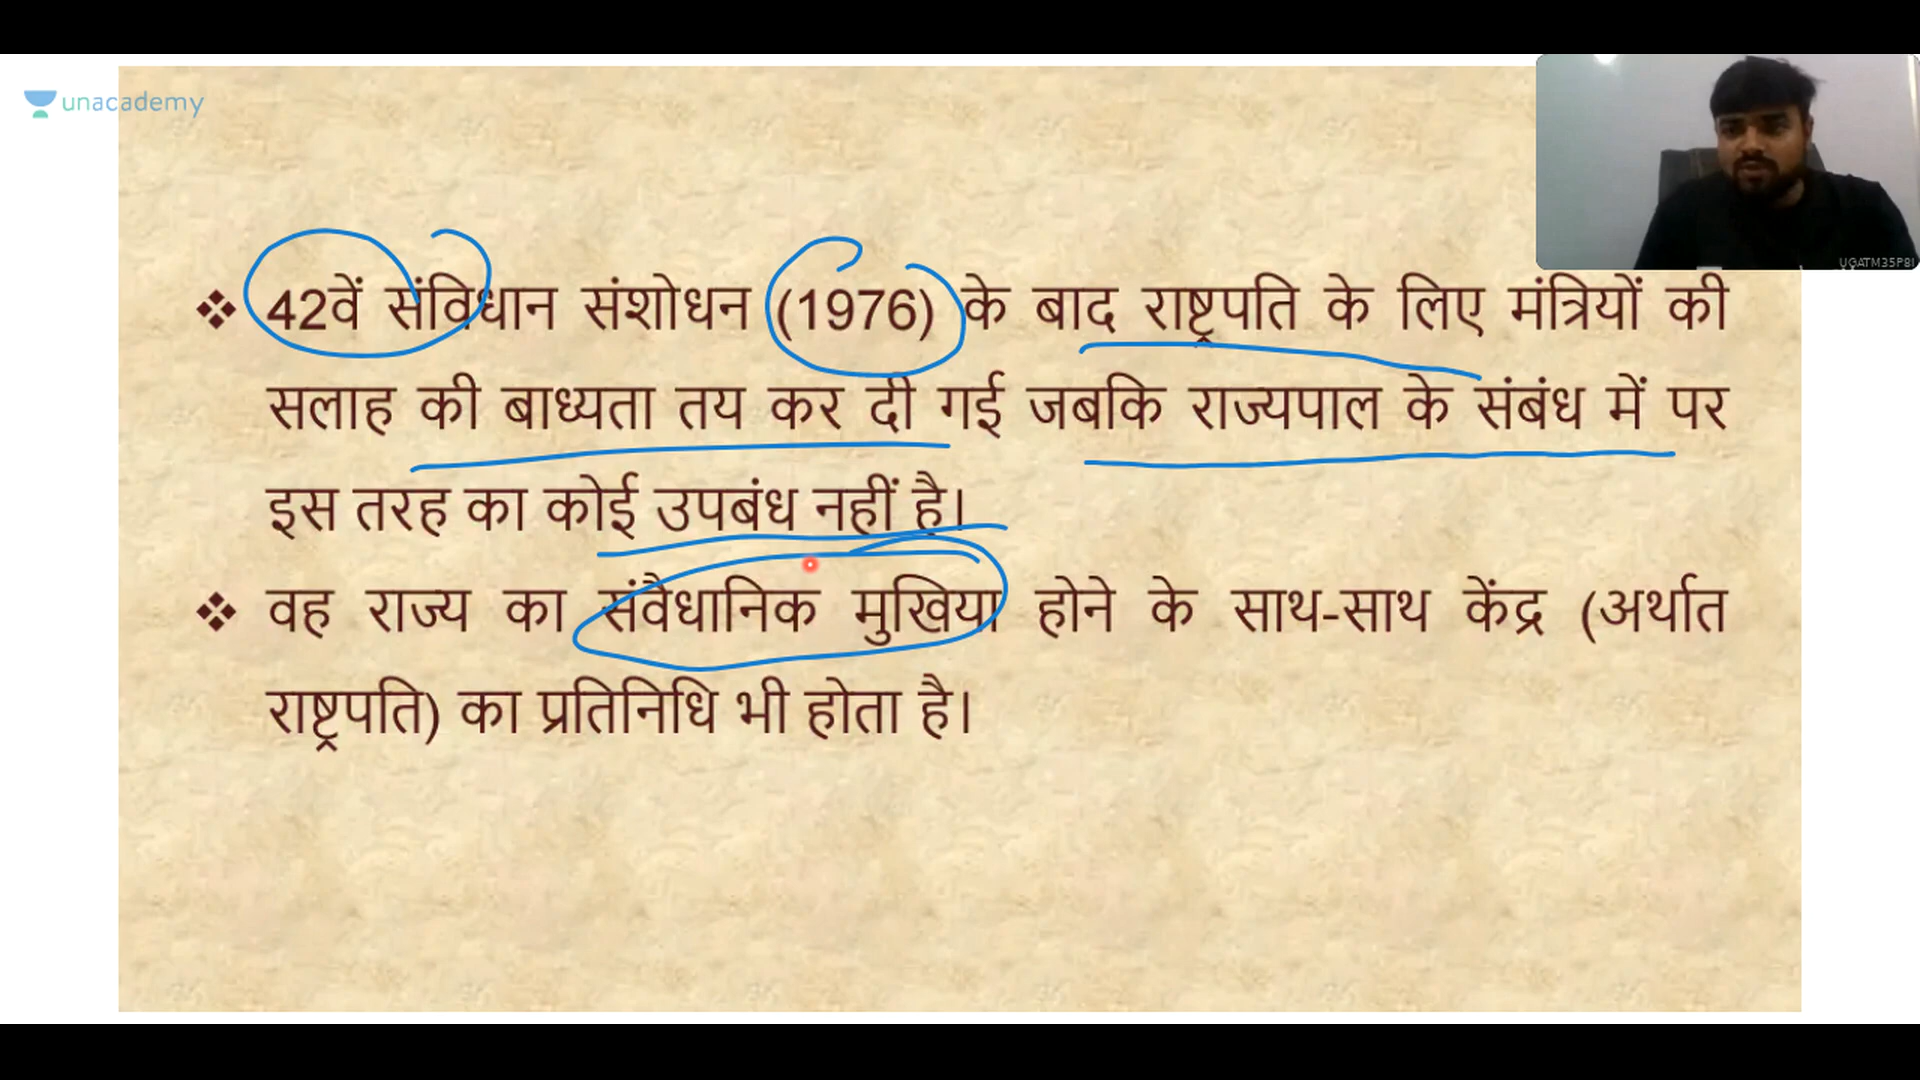 unacademy
UGATM35P8I
❖ 42वें संविधान संशोधन (1976) के बाद राष्ट्रपति के लिए मंत्रियों की
सलाह की बाध्यता तय कर दी गई जबकि राज्यपाल के संबंध में पर
इस तरह का कोई उपबंध नहीं है।
❖ वह राज्य का संवैधानिक मुखिया होने के साथ-साथ केंद्र (अर्थात
राष्ट्रपति) का प्रतिनिधि भी होता है।